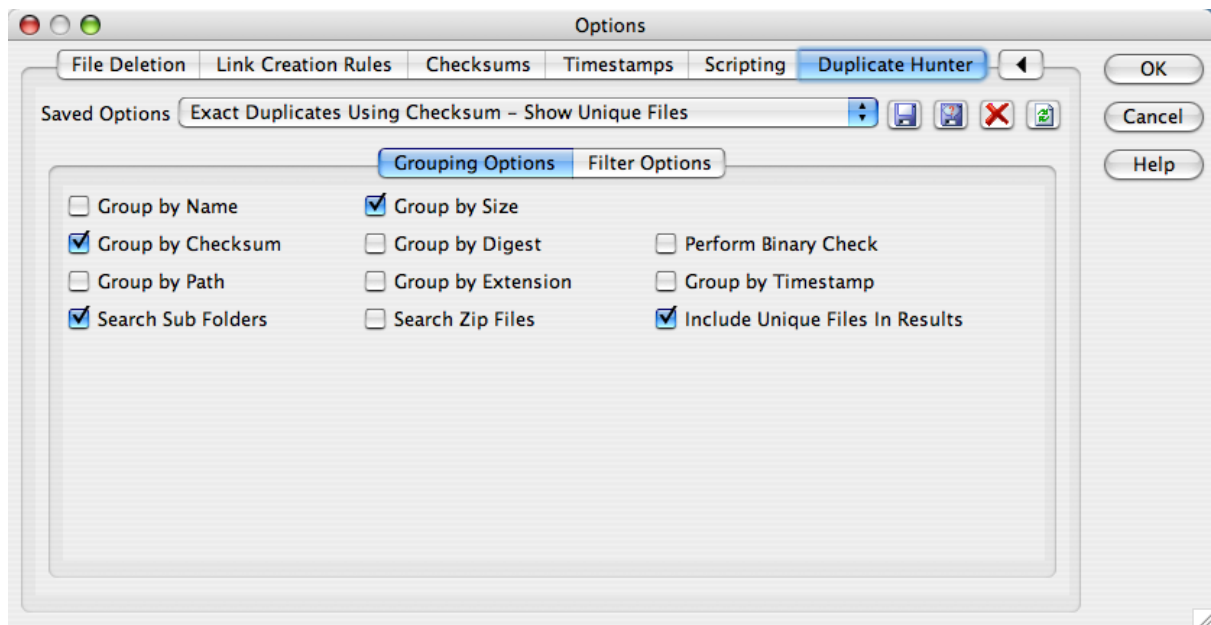 Options
File Deletion Link Creation Rules Checksums Timestamps Scripting Duplicate Hunter
OK
Saved Options Exact Duplicates Using Checksum – Show Unique Files
Cancel
Grouping Options Filter Options
Help
Group by Name Group by Size
Group by Checksum Group by Digest Perform Binary Check
Group by Path Group by Extension Group by Timestamp
Search Sub Folders Search Zip Files Include Unique Files In Results